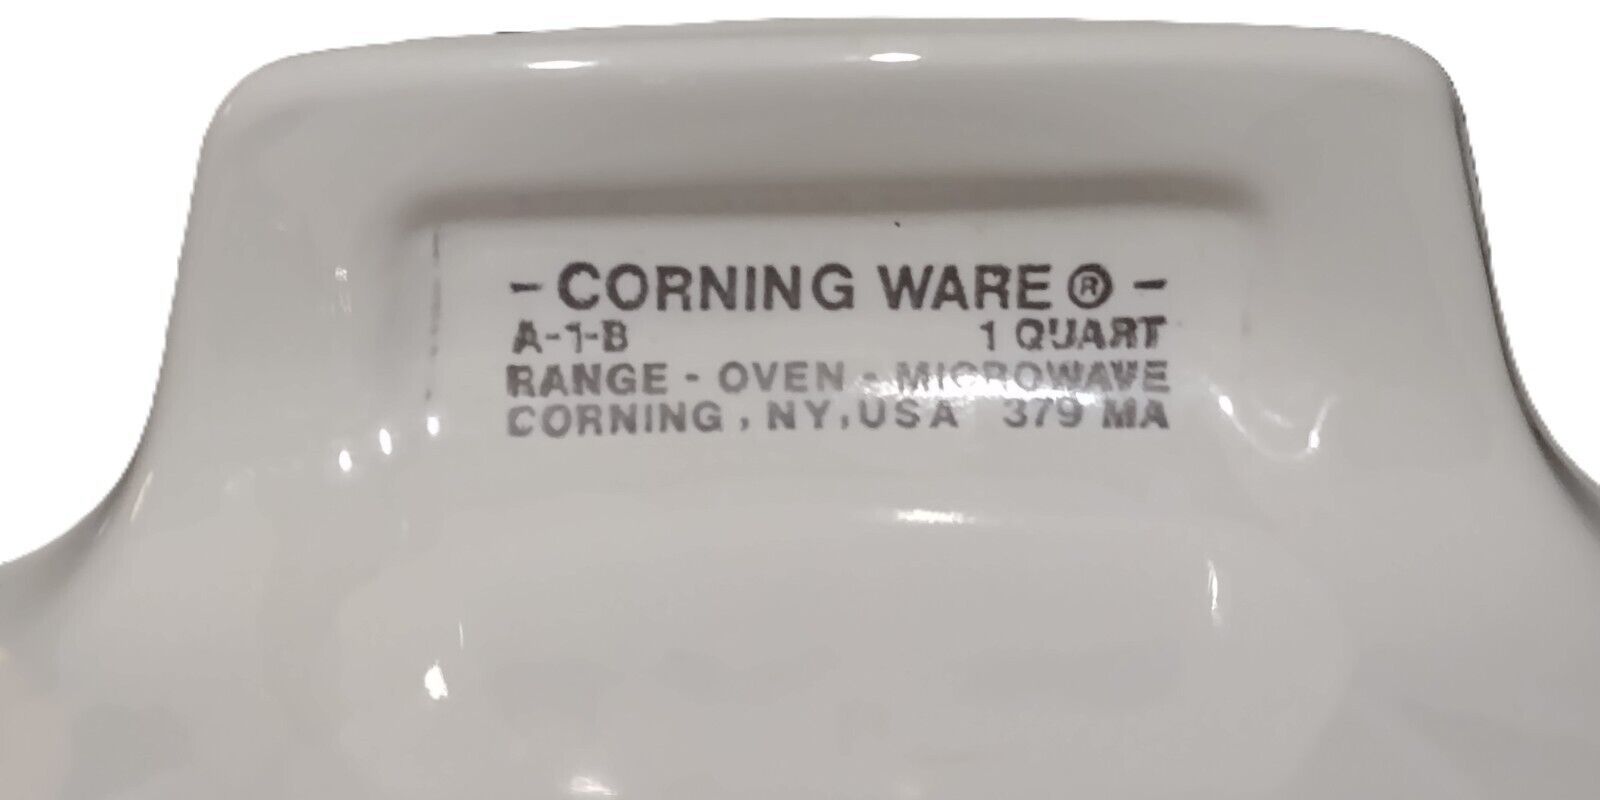 - CORNING WARE ® -
A-1-B 1 QUART
RANGE - OVEN - MICROWAVE
CORNING, NY, USA 379 MA